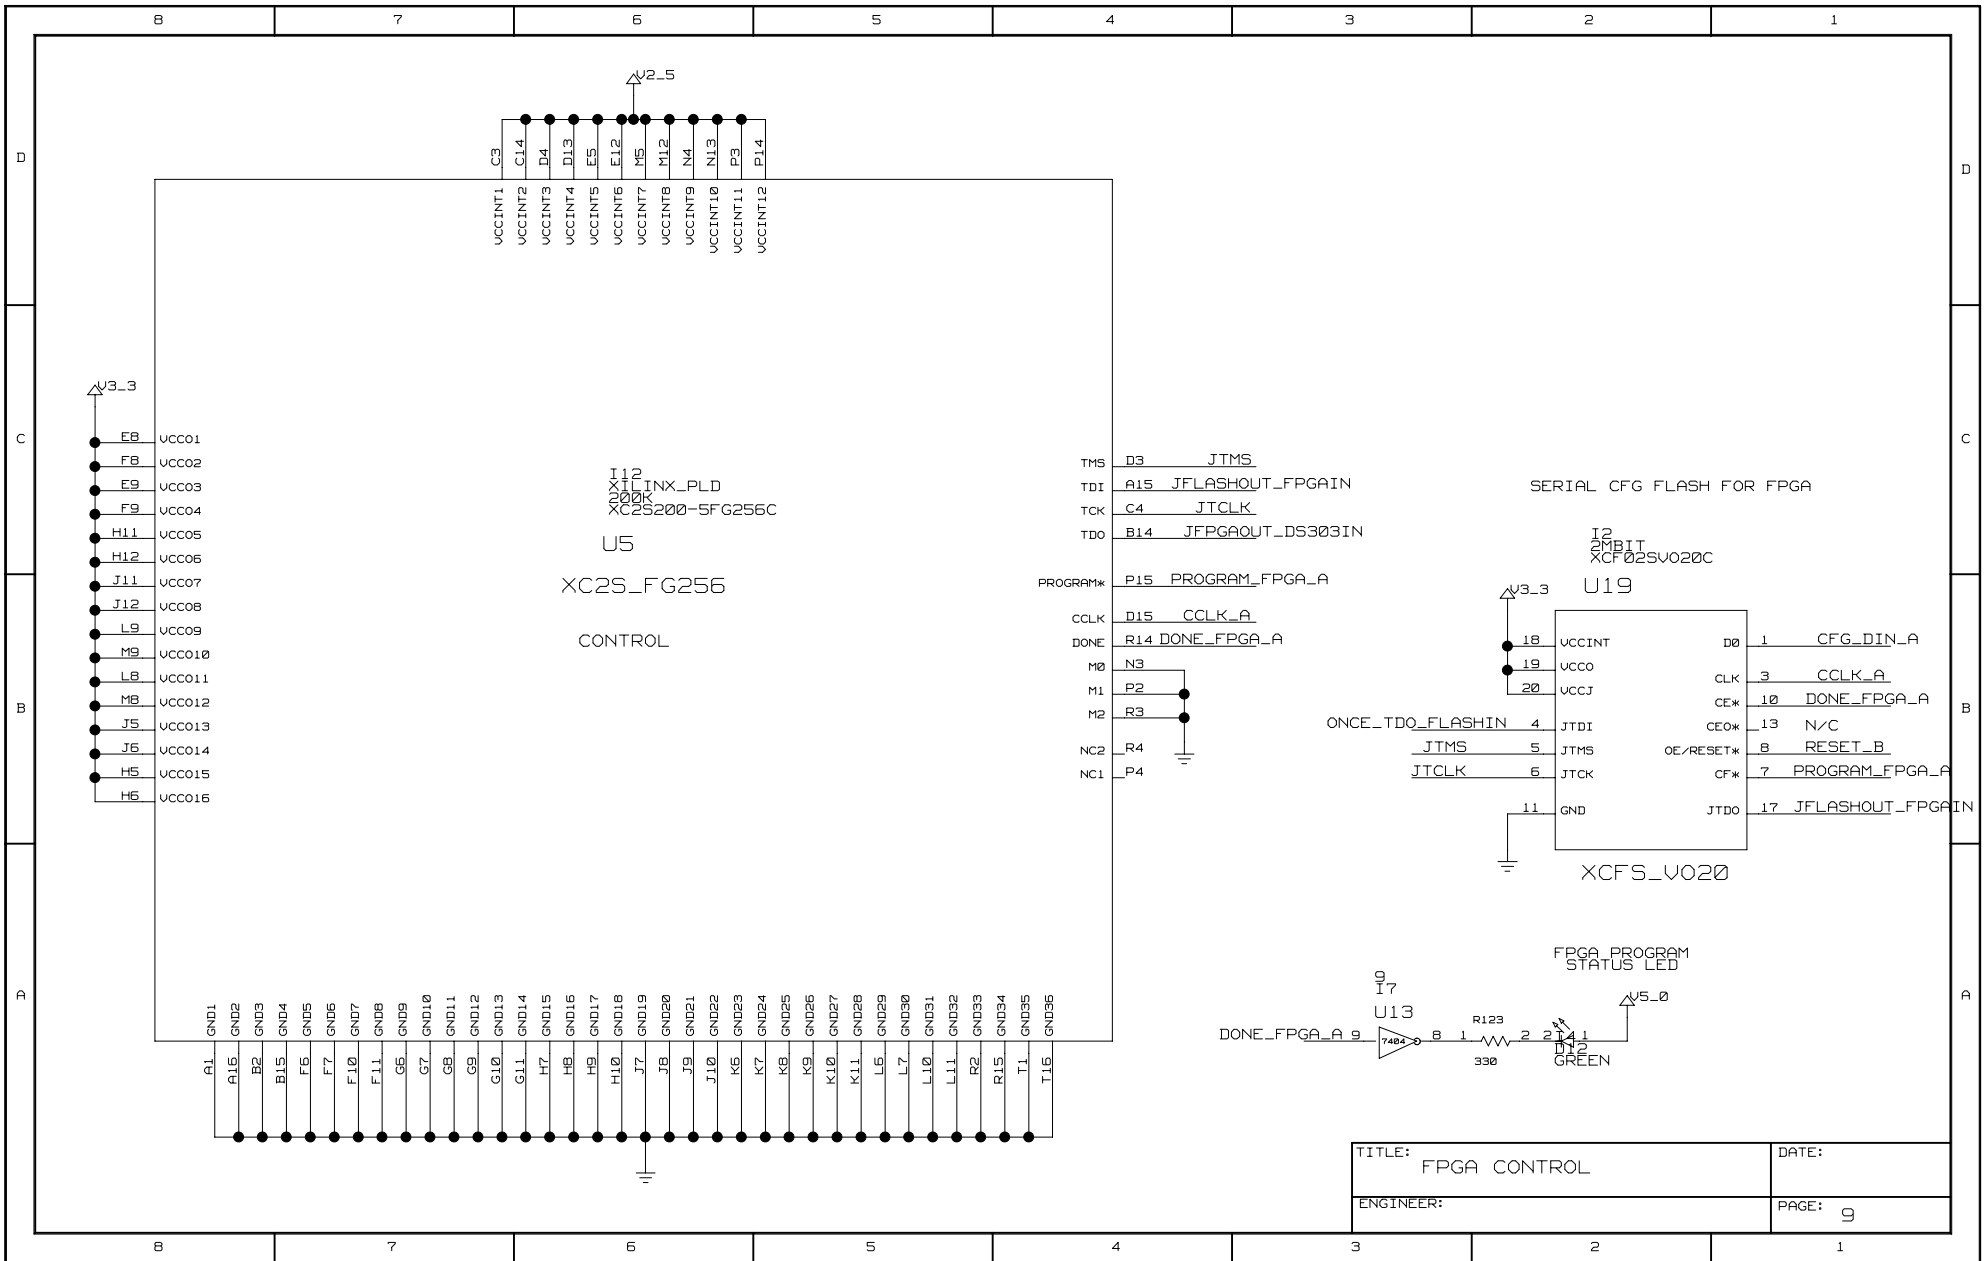 8 7 6 5 4 3 2 1
V2_5
D D
C3 C14 D4 D13 E5 E12 M5 M12 N4 N13 P3 P14
VCCINT1 VCCINT2 VCCINT3 VCCINT4 VCCINT5 VCCINT6 VCCINT7 VCCINT8 VCCINT9 VCCINT10 VCCINT11 VCCINT12
V3_3
C C
E8 VCCO1
F8 VCCO2
E9 VCCO3
F9 VCCO4
H11 VCCO5
H12 VCCO6
J11 VCCO7
J12 VCCO8
L9 VCCO9
M9 VCCO10
L8 VCCO11
M8 VCCO12
J5 VCCO13
J6 VCCO14
H5 VCCO15
H6 VCCO16
I12
XILINX_PLD
200K
XC2S200-5FG256C
U5
XC2S_FG256
CONTROL
TMS D3 JTMS
TDI A15 JFLASHOUT_FPGAIN
TCK C4 JTCLK
TDO B14 JFPGAOUT_DS303IN
PROGRAM* P15 PROGRAM_FPGA_A
CCLK D15 CCLK_A
DONE R14 DONE_FPGA_A
M0 N3
M1 P2
M2 R3
NC2 R4
NC1 P4
SERIAL CFG FLASH FOR FPGA
I2
2MBIT
XCF02SVO20C
U19
V3_3
18 VCCINT D0 1 CFG_DIN_A
19 VCCO
20 VCCJ CLK 3 CCLK_A
CE* 10 DONE_FPGA_A
ONCE_TDO_FLASHIN 4 JTDI CEO* 13 N/C
JTMS 5 JTMS OE/RESET* 8 RESET_B
JTCLK 6 JTCK CF* 7 PROGRAM_FPGA_A
11 GND JTDO 17 JFLASHOUT_FPGAIN
XCFS_VO20
B B
FPGA PROGRAM
STATUS LED
9
I7
U13
V5_0
DONE_FPGA_A 9 7404 8 1 R123 2 2 I4 1
330
D12
GREEN
A A
GND1 GND2 GND3 GND4 GND5 GND6 GND7 GND8 GND9 GND10 GND11 GND12 GND13 GND14 GND15 GND16 GND17 GND18 GND19 GND20 GND21 GND22 GND23 GND24 GND25 GND26 GND27 GND28 GND29 GND30 GND31 GND32 GND33 GND34 GND35 GND36
A1 A16 B2 B15 F6 F7 F10 F11 G6 G7 G8 G9 G10 G11 H7 H8 H9 H10 J7 J8 J9 J10 K6 K7 K8 K9 K10 K11 L6 L7 L10 L11 R2 R15 T1 T16
TITLE: FPGA CONTROL
DATE:
ENGINEER:
PAGE: 9
8 7 6 5 4 3 2 1